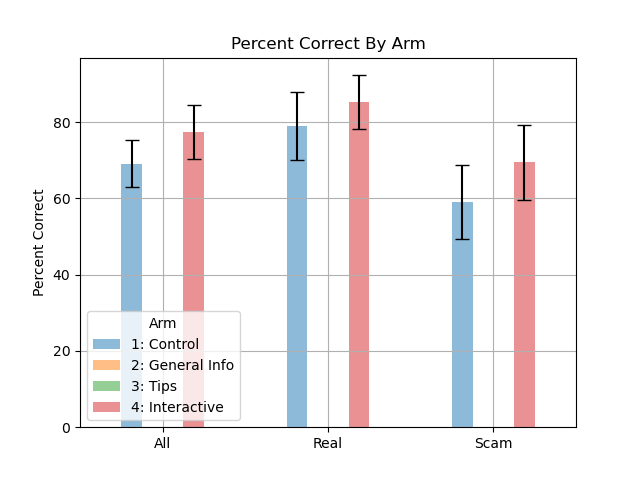 Percent Correct By Arm
Percent Correct
80
60
40
20
0
Arm
1: Control
2: General Info
3: Tips
4: Interactive
All
Real
Scam